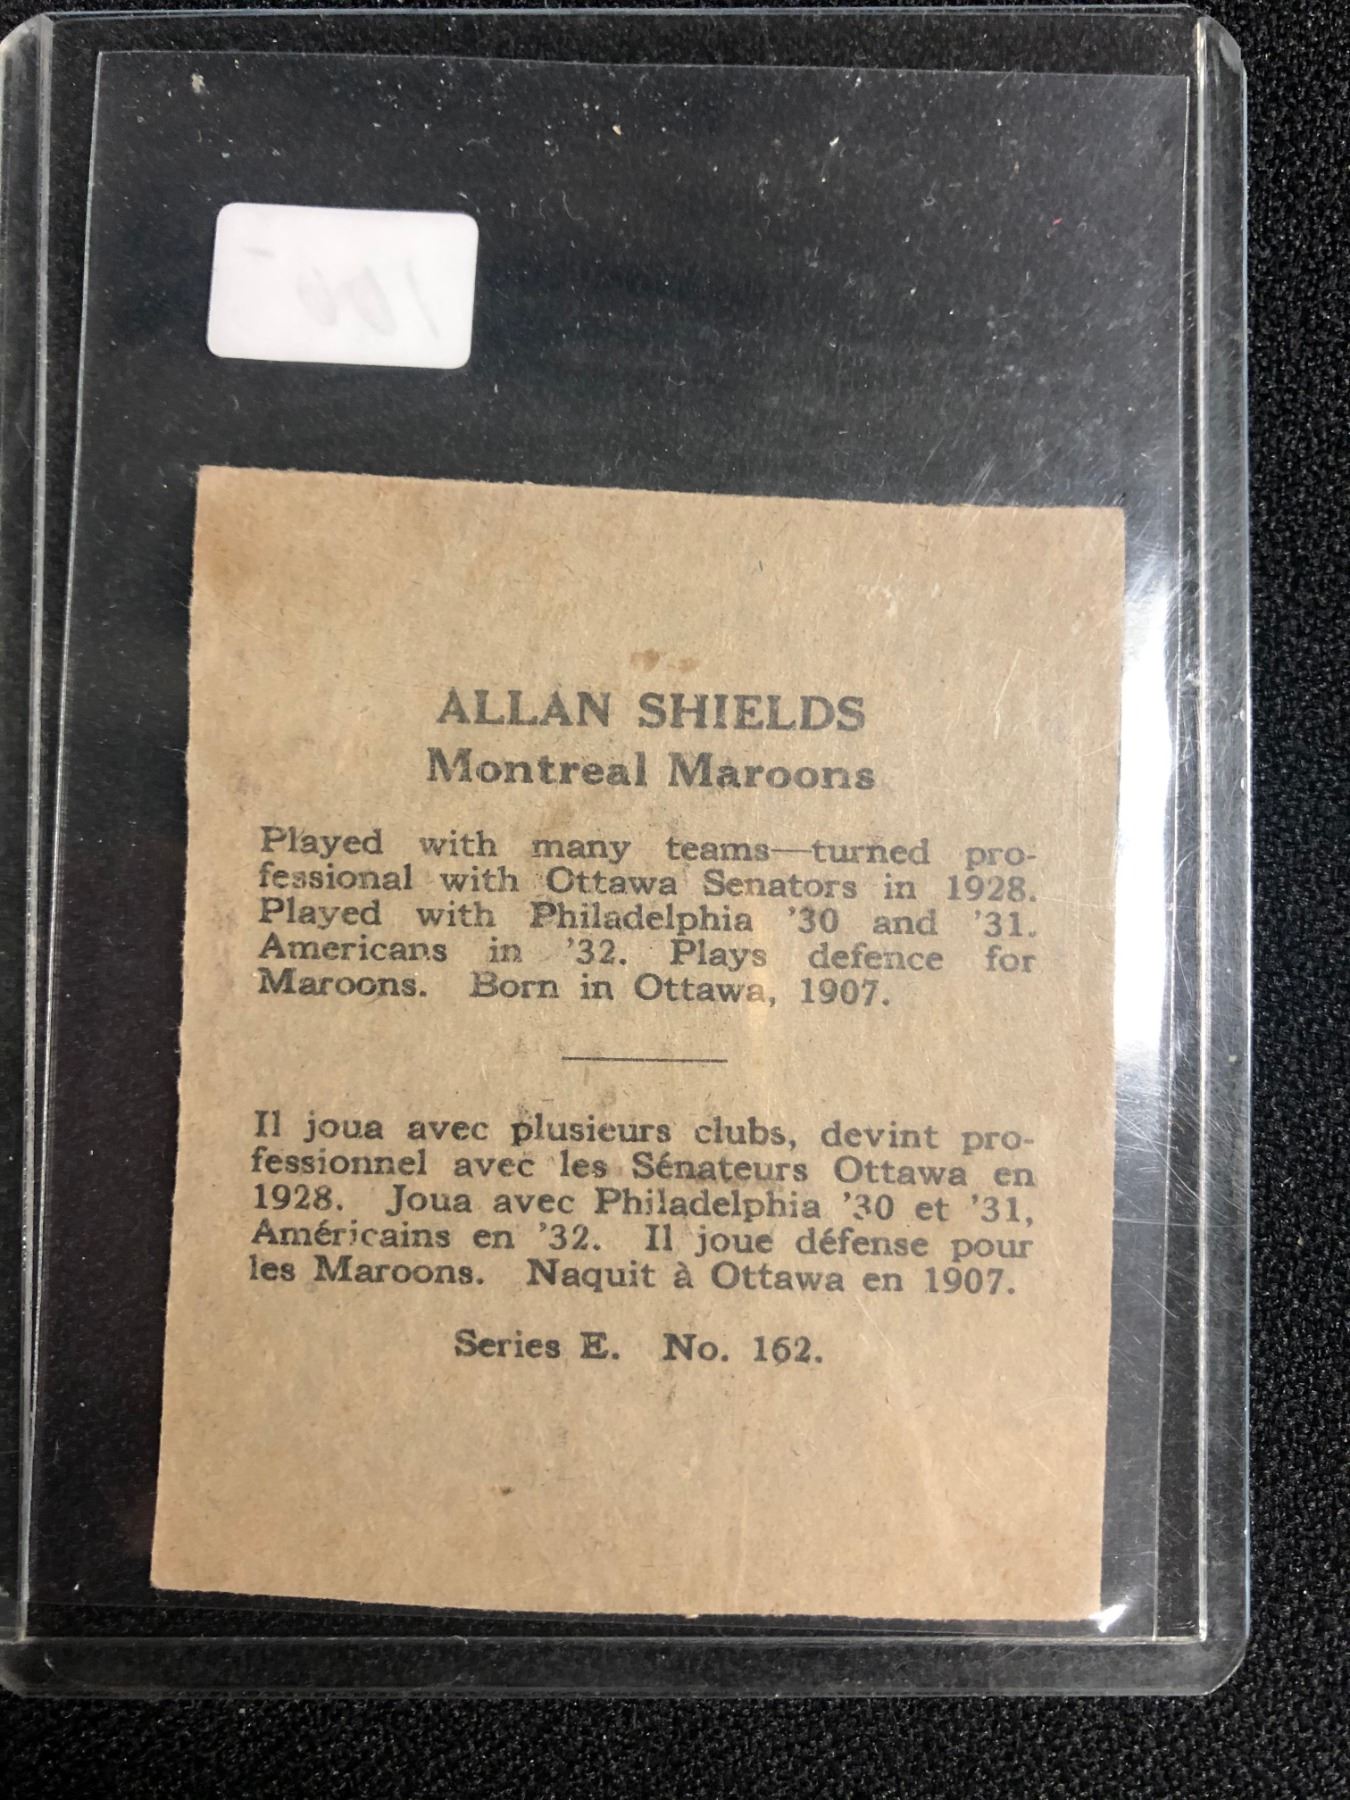 ALLAN SHIELDS
Montreal Maroons
Played with many teams—turned pro-
fessional with Ottawa Senators in 1928.
Played with Philadelphia ’30 and ’31.
Americans in ’32. Plays defence for
Maroons. Born in Ottawa, 1907.
Il joua avec plusieurs clubs, devint pro-
fessionnel avec les Sénateurs Ottawa en
1928. Joua avec Philadelphia ’30 et ’31,
Américains en ’32. Il joue défense pour
les Maroons. Naquit à Ottawa en 1907.
Series E. No. 162.